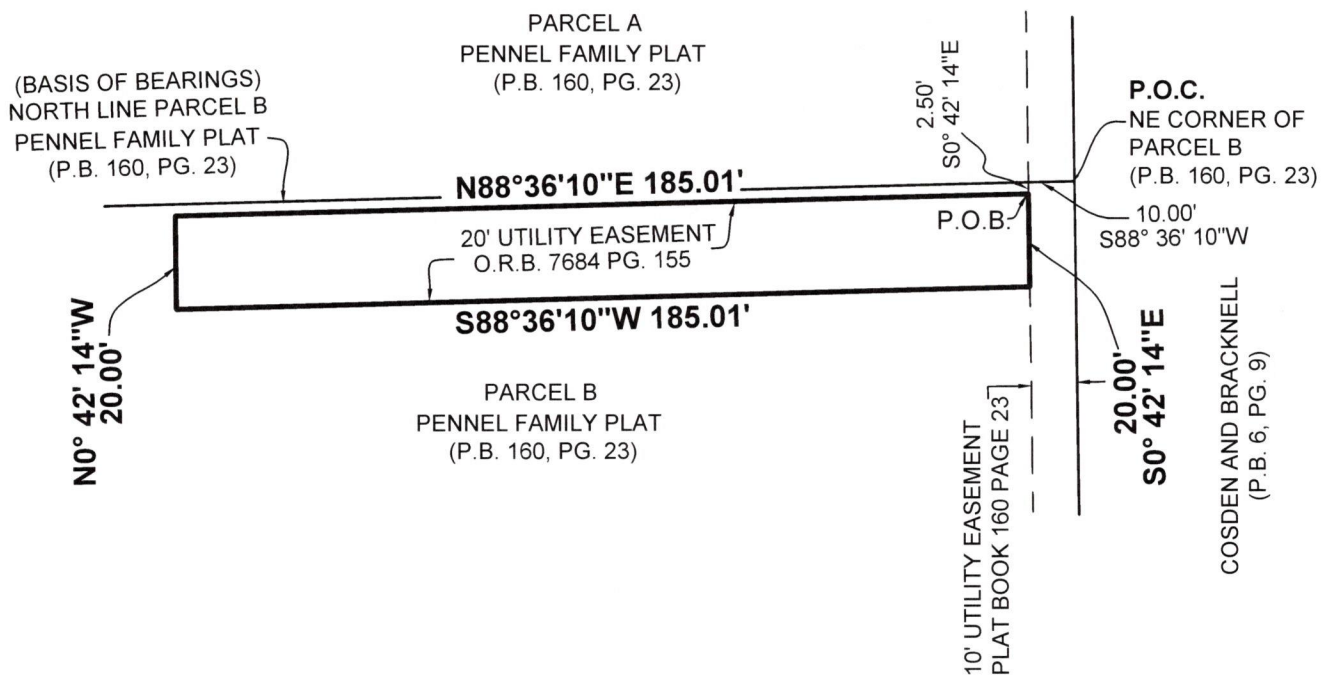 PARCEL A
PENNEL FAMILY PLAT
(P.B. 160, PG. 23)
(BASIS OF BEARINGS)
NORTH LINE PARCEL B
PENNEL FAMILY PLAT
(P.B. 160, PG. 23)
2.50'
S0° 42' 14"E
P.O.C.
NE CORNER OF
PARCEL B
(P.B. 160, PG. 23)
N88°36'10"E 185.01'
P.O.B.
10.00'
S88° 36' 10"W
20' UTILITY EASEMENT
O.R.B. 7684 PG. 155
S88°36'10"W 185.01'
N0° 42' 14"W
20.00'
PARCEL B
PENNEL FAMILY PLAT
(P.B. 160, PG. 23)
10' UTILITY EASEMENT
PLAT BOOK 160 PAGE 23
20.00'
S0° 42' 14"E
COSDEN AND BRACKNELL
(P.B. 6, PG. 9)